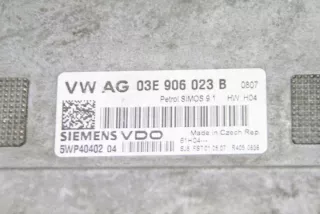 VW AG 03E 906 023 B 0807
Petrol SIMOS 9.1 HW: H04
SIEMENS VDO Made in Czech Rep
5WP40402 04 S1H04---